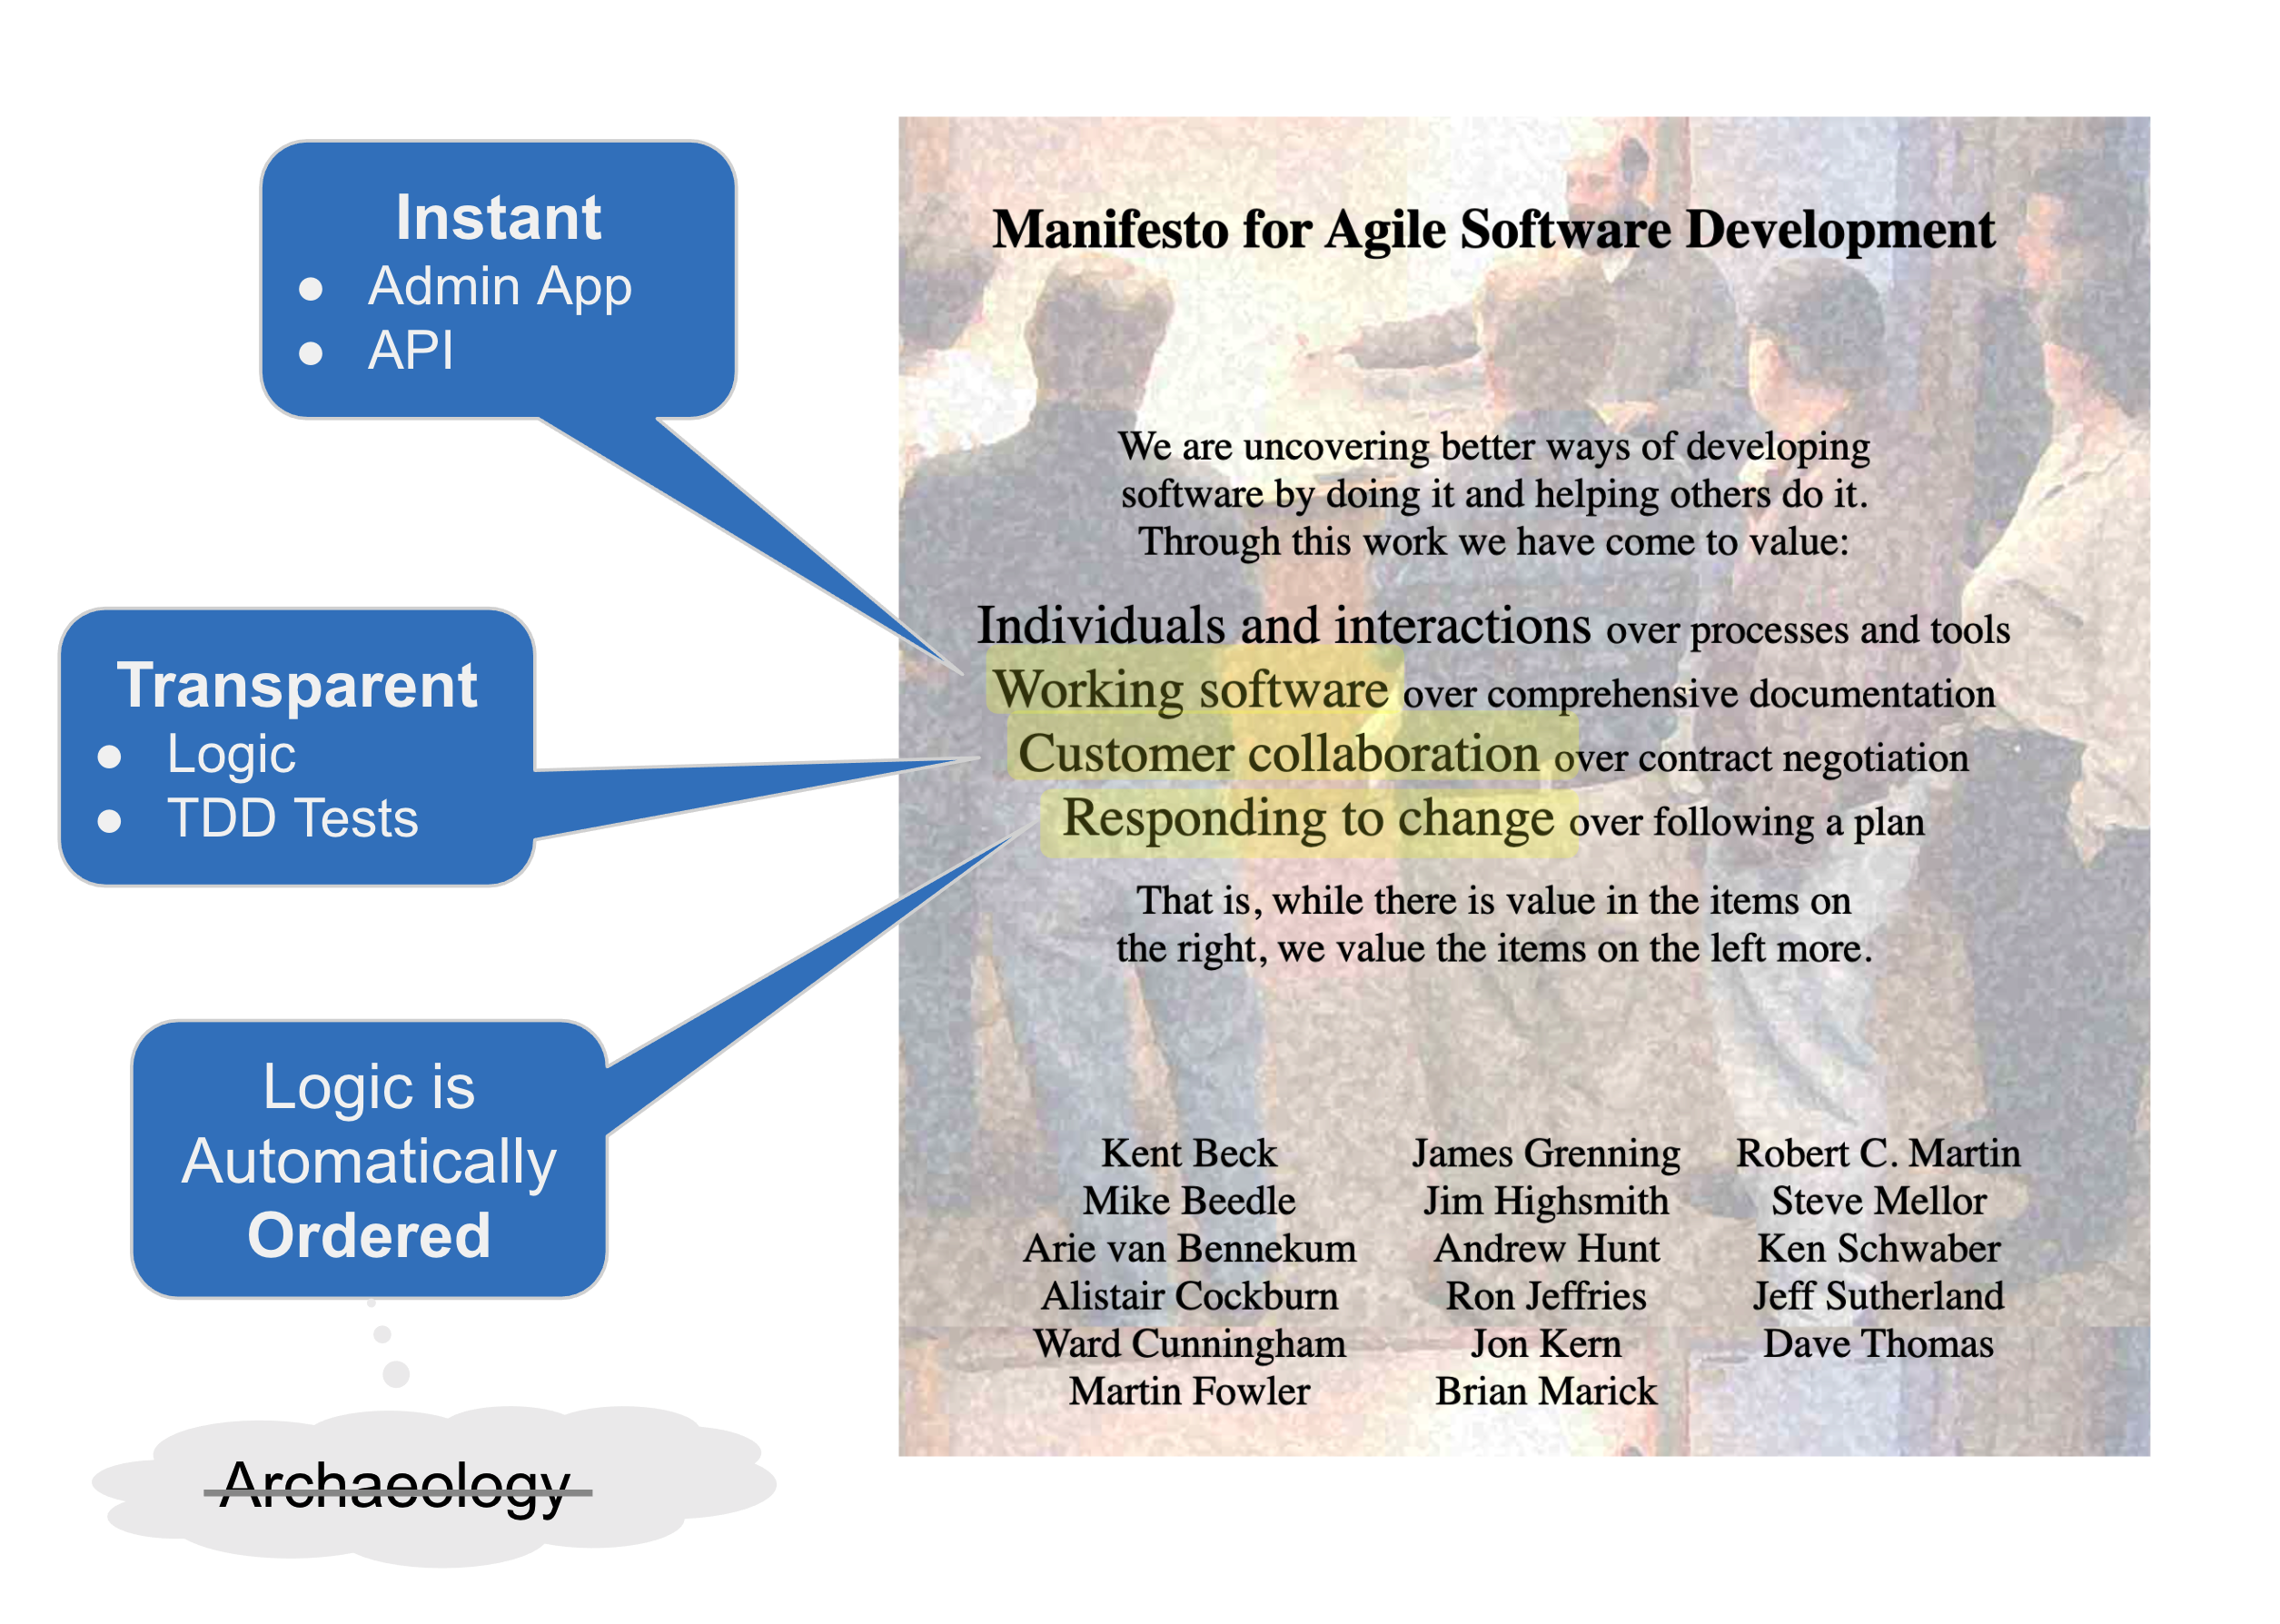 Instant
● Admin App
● API
Transparent
● Logic
● TDD Tests
Logic is
Automatically
Ordered
Archaeology
Manifesto for Agile Software Development
We are uncovering better ways of developing
software by doing it and helping others do it.
Through this work we have come to value:
Individuals and interactions over processes and tools
Working software over comprehensive documentation
Customer collaboration over contract negotiation
Responding to change over following a plan
That is, while there is value in the items on
the right, we value the items on the left more.
Kent Beck
Mike Beedle
Arie van Bennekum
Alistair Cockburn
Ward Cunningham
Martin Fowler
James Grenning
Jim Highsmith
Andrew Hunt
Ron Jeffries
Jon Kern
Brian Marick
Robert C. Martin
Steve Mellor
Ken Schwaber
Jeff Sutherland
Dave Thomas